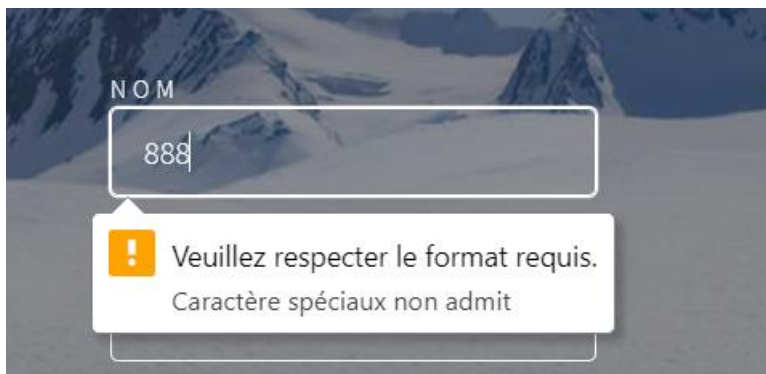 NOM
888
Veuillez respecter le format requis.
Caractère spéciaux non admit